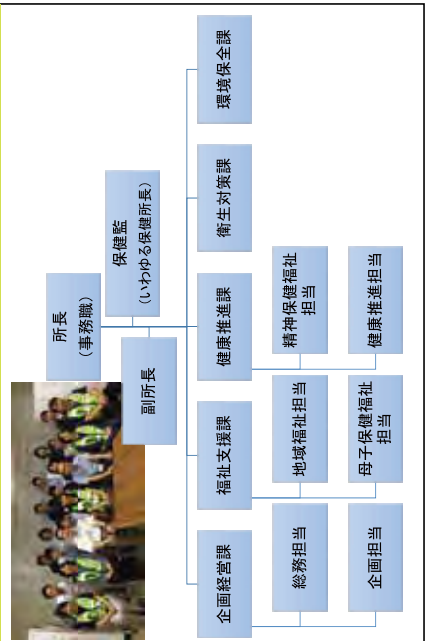 所長
（事務職）
保健監
（いわゆる保健所長）
副所長
企画経営課
福祉支援課
健康推進課
衛生対策課
環境保全課
総務担当
地域福祉担当
精神保健福祉
担当
企画担当
母子保健福祉
担当
健康推進担当